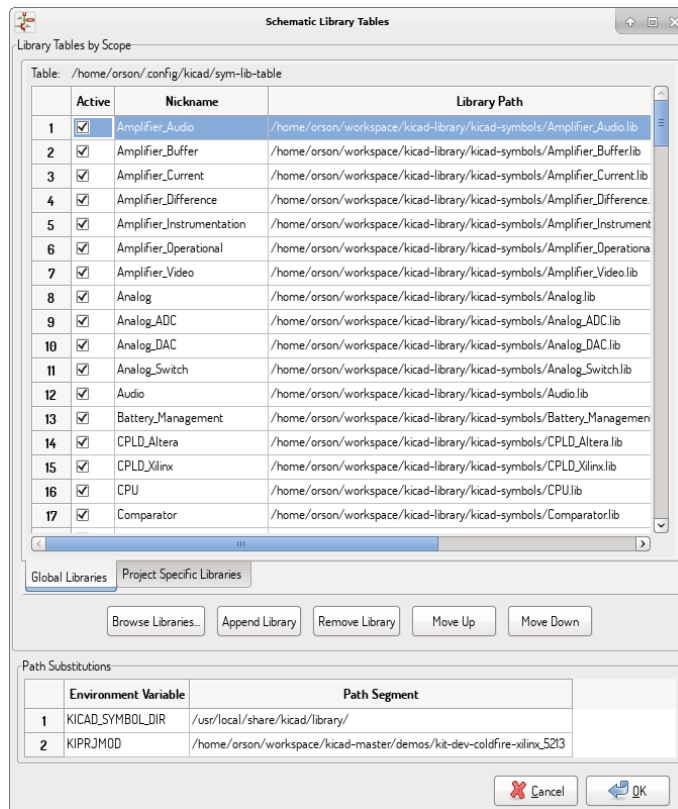 Schematic Library Tables
Library Tables by Scope
Table: /home/orson/.config/kicad/sym-lib-table
Active Nickname Library Path
1 Amplifier_Audio /home/orson/workspace/kicad-library/kicad-symbols/Amplifier_Audio.lib
2 Amplifier_Buffer /home/orson/workspace/kicad-library/kicad-symbols/Amplifier_Buffer.lib
3 Amplifier_Current /home/orson/workspace/kicad-library/kicad-symbols/Amplifier_Current.lib
4 Amplifier_Difference /home/orson/workspace/kicad-library/kicad-symbols/Amplifier_Difference.
5 Amplifier_Instrumentation /home/orson/workspace/kicad-library/kicad-symbols/Amplifier_Instrument
6 Amplifier_Operational /home/orson/workspace/kicad-library/kicad-symbols/Amplifier_Operationa
7 Amplifier_Video /home/orson/workspace/kicad-library/kicad-symbols/Amplifier_Video.lib
8 Analog /home/orson/workspace/kicad-library/kicad-symbols/Analog.lib
9 Analog_ADC /home/orson/workspace/kicad-library/kicad-symbols/Analog_ADC.lib
10 Analog_DAC /home/orson/workspace/kicad-library/kicad-symbols/Analog_DAC.lib
11 Analog_Switch /home/orson/workspace/kicad-library/kicad-symbols/Analog_Switch.lib
12 Audio /home/orson/workspace/kicad-library/kicad-symbols/Audio.lib
13 Battery_Management /home/orson/workspace/kicad-library/kicad-symbols/Battery_Managemen
14 CPLD_Altera /home/orson/workspace/kicad-library/kicad-symbols/CPLD_Altera.lib
15 CPLD_Xilinx /home/orson/workspace/kicad-library/kicad-symbols/CPLD_Xilinx.lib
16 CPU /home/orson/workspace/kicad-library/kicad-symbols/CPU.lib
17 Comparator /home/orson/workspace/kicad-library/kicad-symbols/Comparator.lib
Global Libraries Project Specific Libraries
Browse Libraries... Append Library Remove Library Move Up Move Down
Path Substitutions
Environment Variable Path Segment
1 KICAD_SYMBOL_DIR /usr/local/share/kicad/library/
2 KIPRJMOD /home/orson/workspace/kicad-master/demos/kit-dev-coldfire-xilinx_5213
Cancel OK